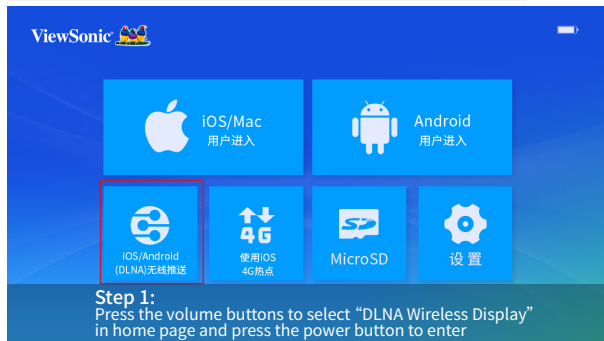 ViewSonic
iOS/Mac
用户进入
Android
用户进入
iOS/Android
(DLNA)无线推送
4G
使用iOS
4G热点
SD
MicroSD
设 置
Step 1:
Press the volume buttons to select “DLNA Wireless Display”
in home page and press the power button to enter